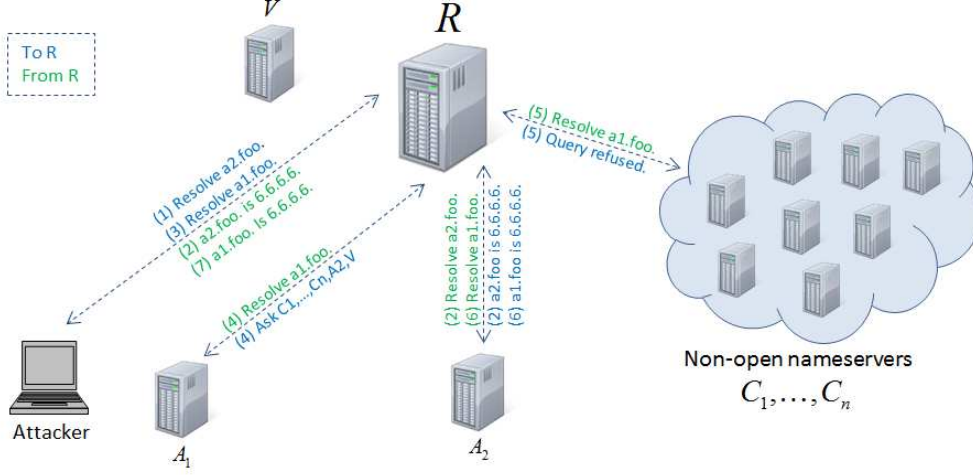 V
R
To R
From R
(5) Resolve a1.foo.
(5) Query refused.
(1) Resolve a2.foo.
(3) Resolve a1.foo.
(2) a2.foo. is 6.6.6.6.
(7) a1.foo. Is 6.6.6.6.
(4) Resolve a1.foo.
(4) Ask C1,...,Cn,A2,V
(2) Resolve a2.foo.
(6) Resolve a1.foo.
(2) a2.foo is 6.6.6.6.
(6) a1.foo is 6.6.6.6.
Non-open nameservers
C₁,...,Cₙ
Attacker
A₁
A₂